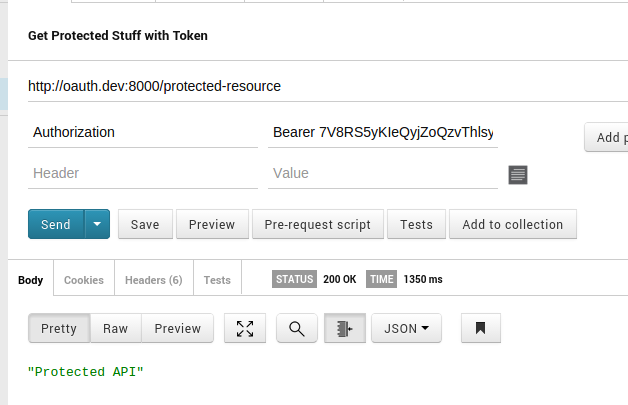 Get Protected Stuff with Token
http://oauth.dev:8000/protected-resource
Authorization Bearer 7V8RS5yKIeQyjZoQzvThlsy
Header Value Add p
Send Save Preview Pre-request script Tests Add to collection
Body Cookies Headers (6) Tests STATUS 200 OK TIME 1350 ms
Pretty Raw Preview JSON
"Protected API"